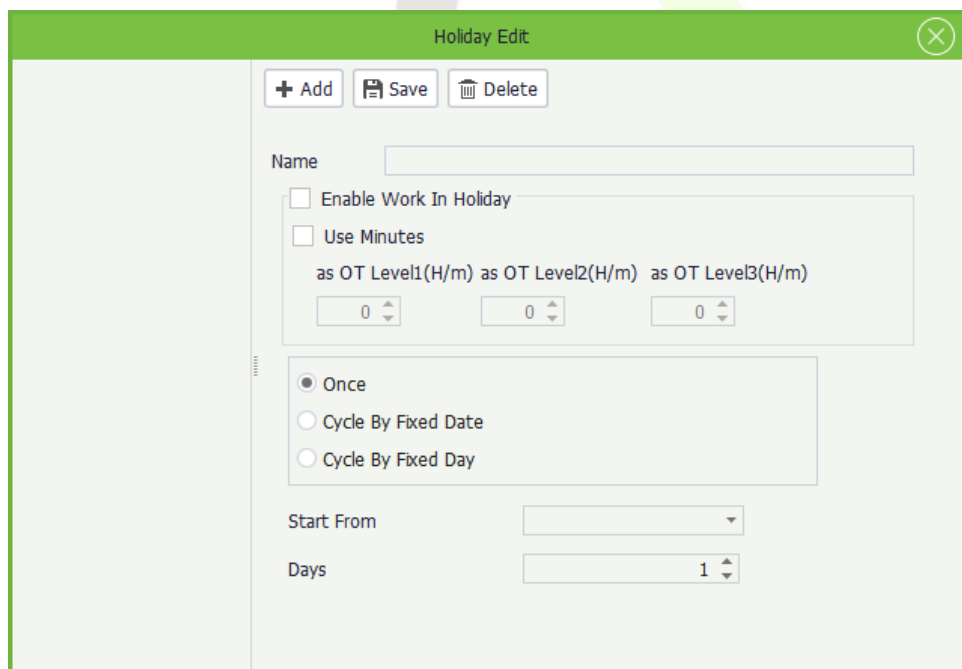 Holiday Edit
Add Save Delete
Name
Enable Work In Holiday
Use Minutes
as OT Level1(H/m) as OT Level2(H/m) as OT Level3(H/m)
0 0 0
Once
Cycle By Fixed Date
Cycle By Fixed Day
Start From
Days 1